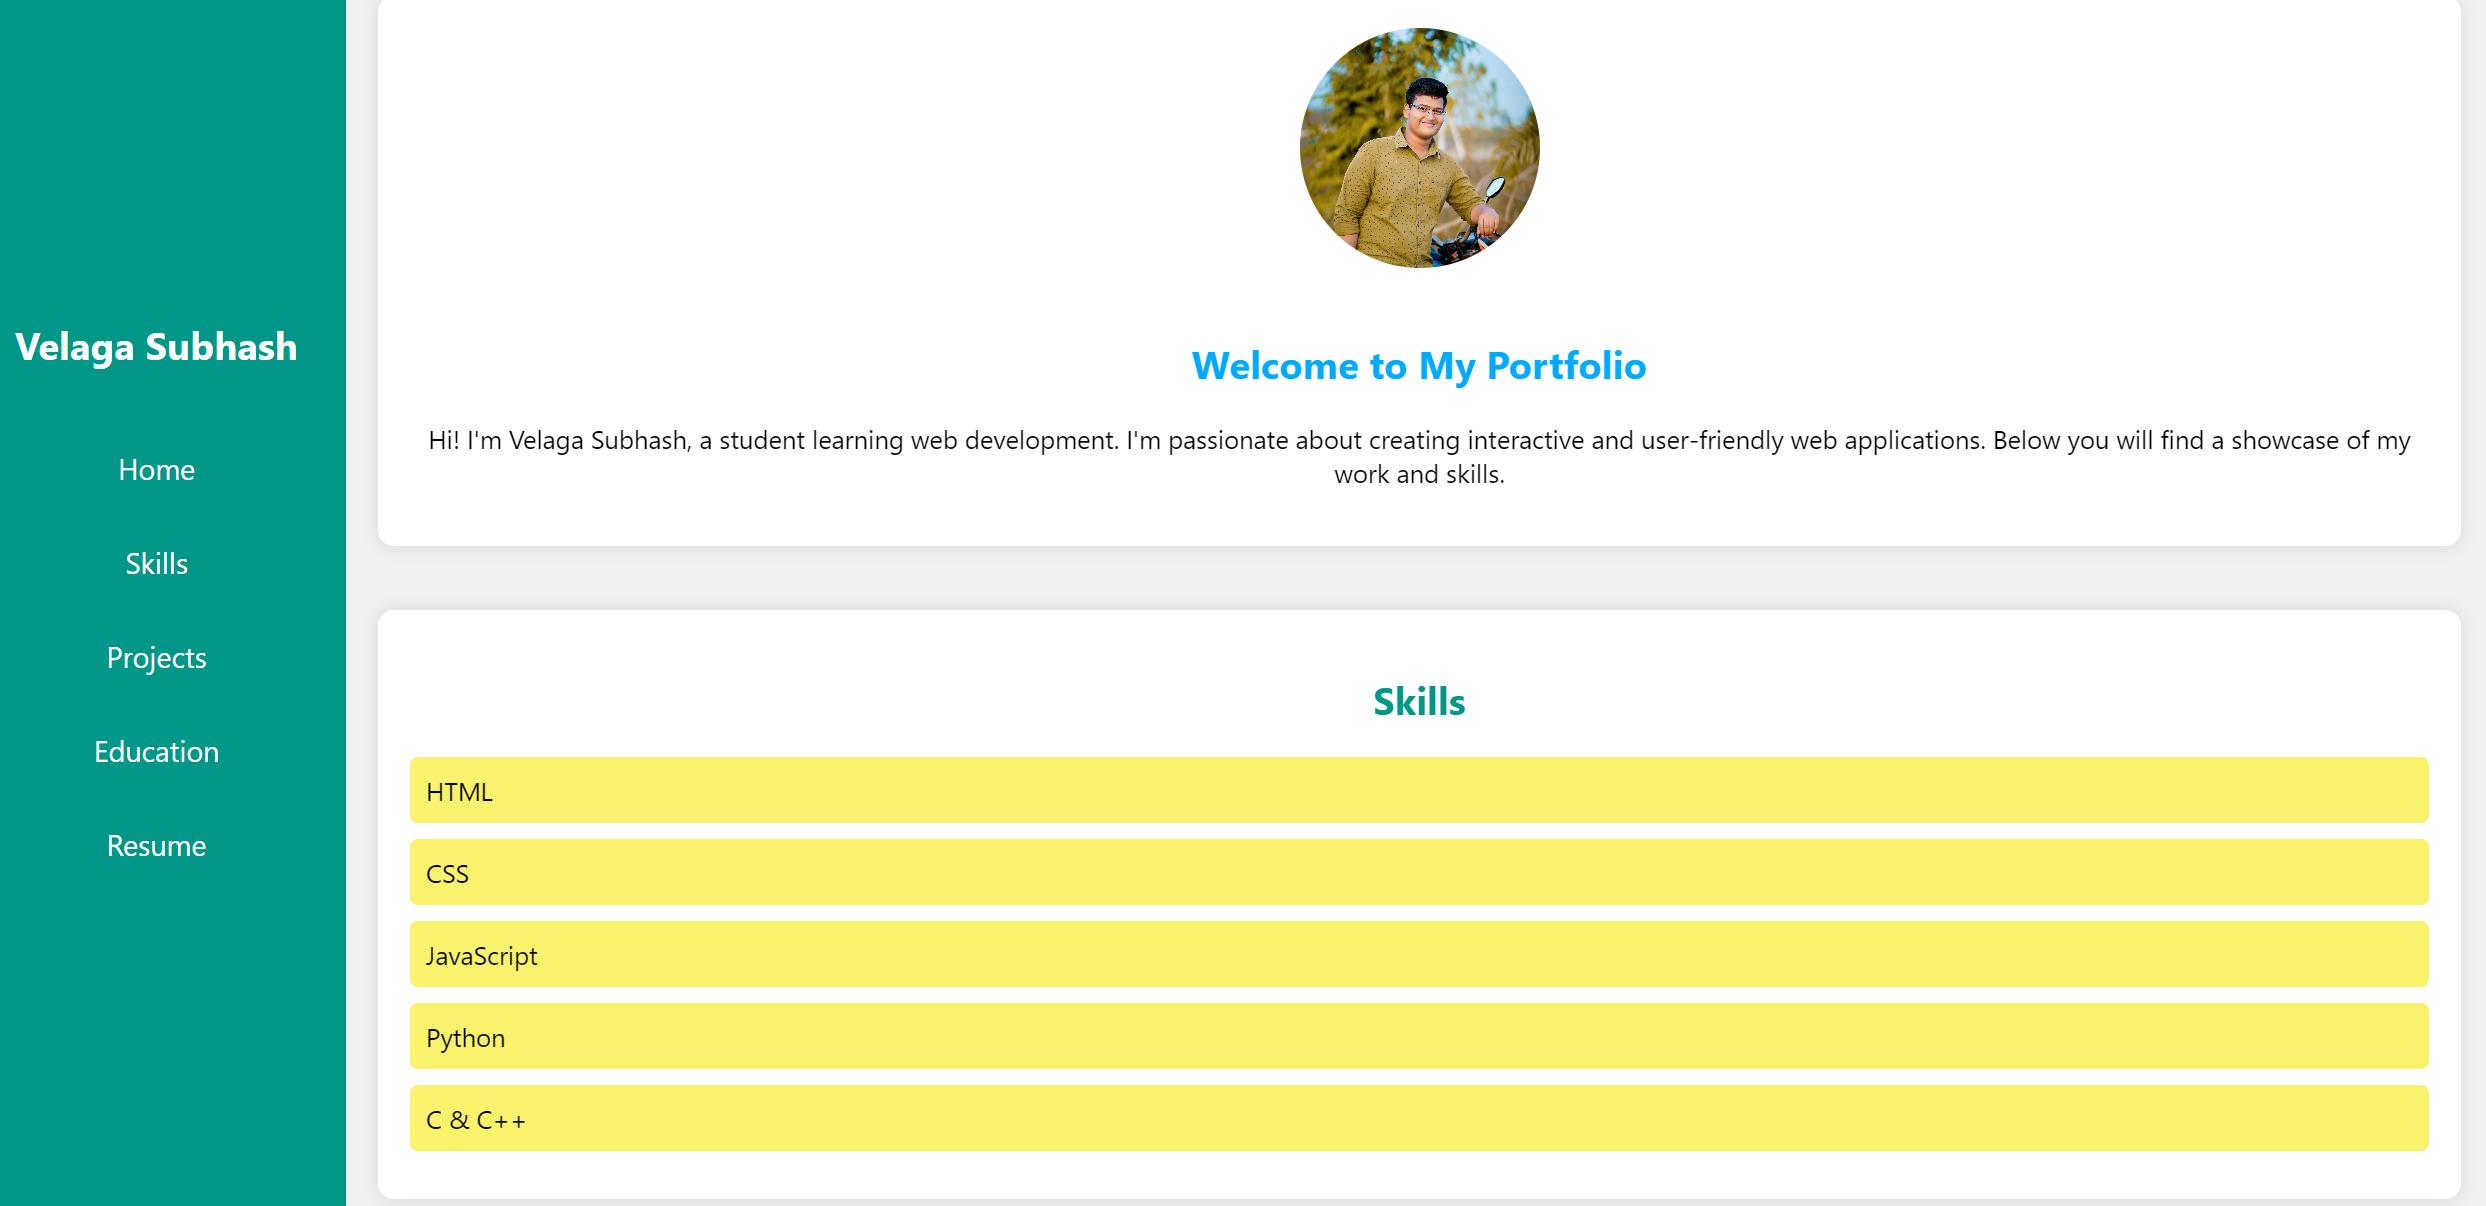 Velaga Subhash
Home
Skills
Projects
Education
Resume
Welcome to My Portfolio
Hi! I'm Velaga Subhash, a student learning web development. I'm passionate about creating interactive and user-friendly web applications. Below you will find a showcase of my
work and skills.
Skills
HTML
CSS
JavaScript
Python
C & C++